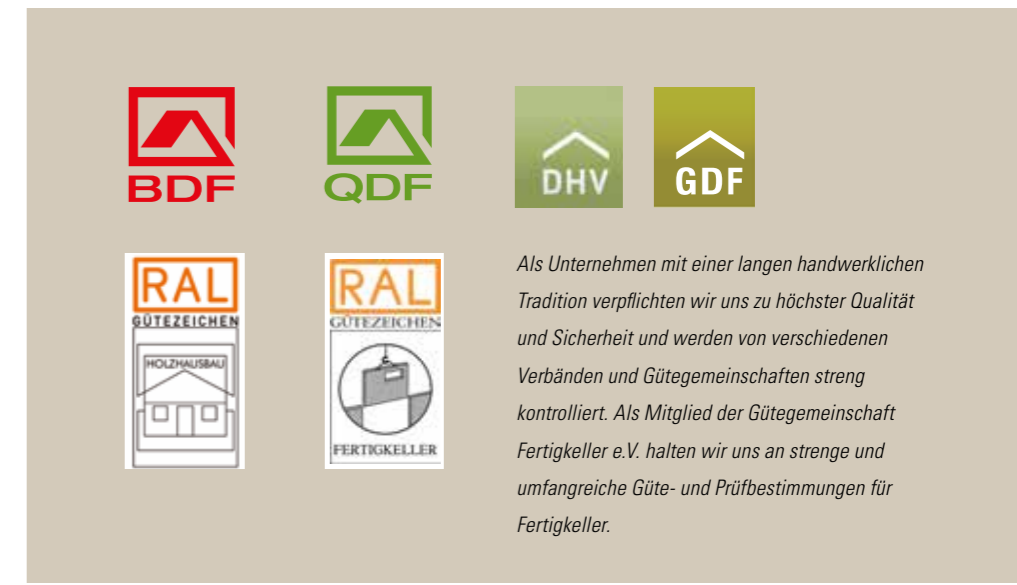 BDF
QDF
DHV
GDF
RAL
GÜTEZEICHEN
HOLZHAUSBAU
RAL
GÜTEZEICHEN
FERTIGKELLER
Als Unternehmen mit einer langen handwerklichen
Tradition verpflichten wir uns zu höchster Qualität
und Sicherheit und werden von verschiedenen
Verbänden und Gütegemeinschaften streng
kontrolliert. Als Mitglied der Gütegemeinschaft
Fertigkeller e.V. halten wir uns an strenge und
umfangreiche Güte- und Prüfbestimmungen für
Fertigkeller.